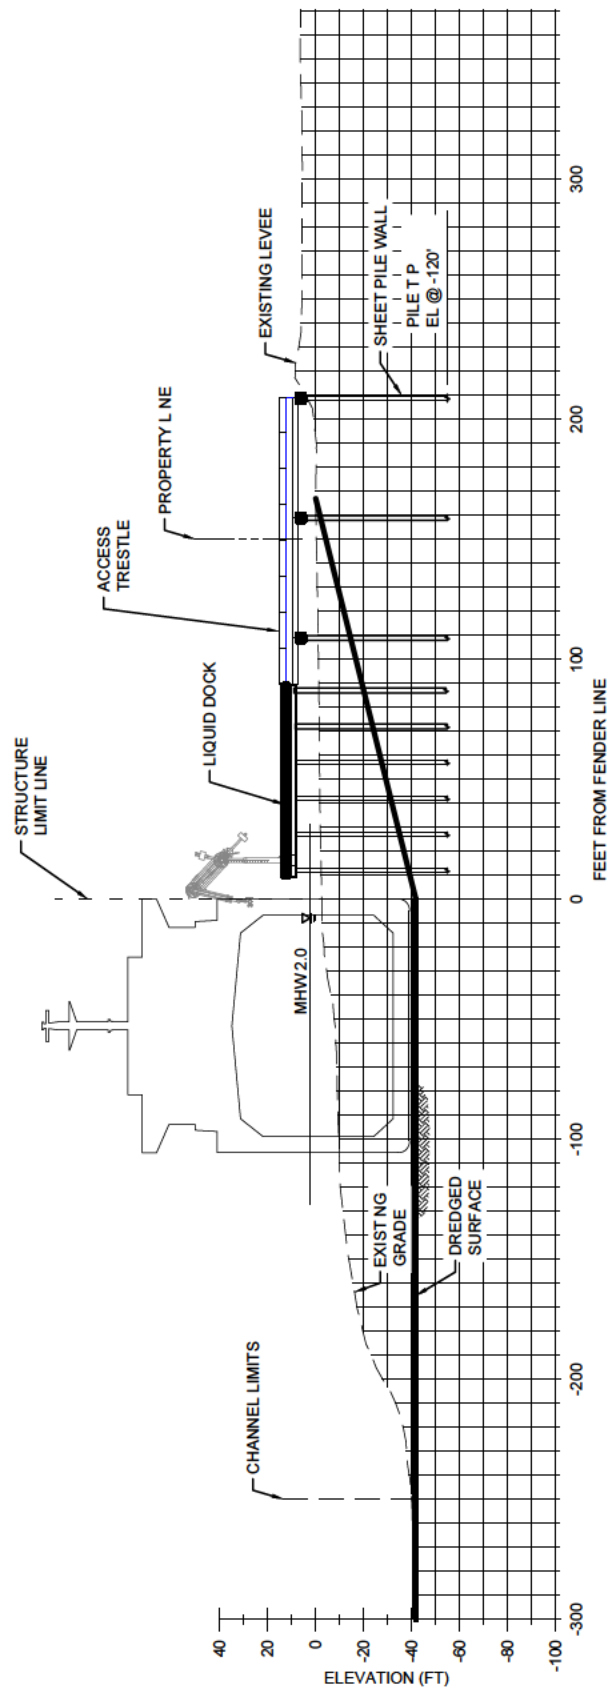 STRUCTURE
LIMIT LINE
CHANNEL LIMITS
LIQUID DOCK
ACCESS
TRESTLE
PROPERTY L NE
EXISTING LEVEE
MHW2.0
EXIST NG
GRADE
DREDGED
SURFACE
SHEET PILE WALL
PILE T P
EL @ -120'
ELEVATION (FT)
40
20
0
-20
-40
-60
-80
-100
-300
-200
-100
0
100
200
300
FEET FROM FENDER LINE